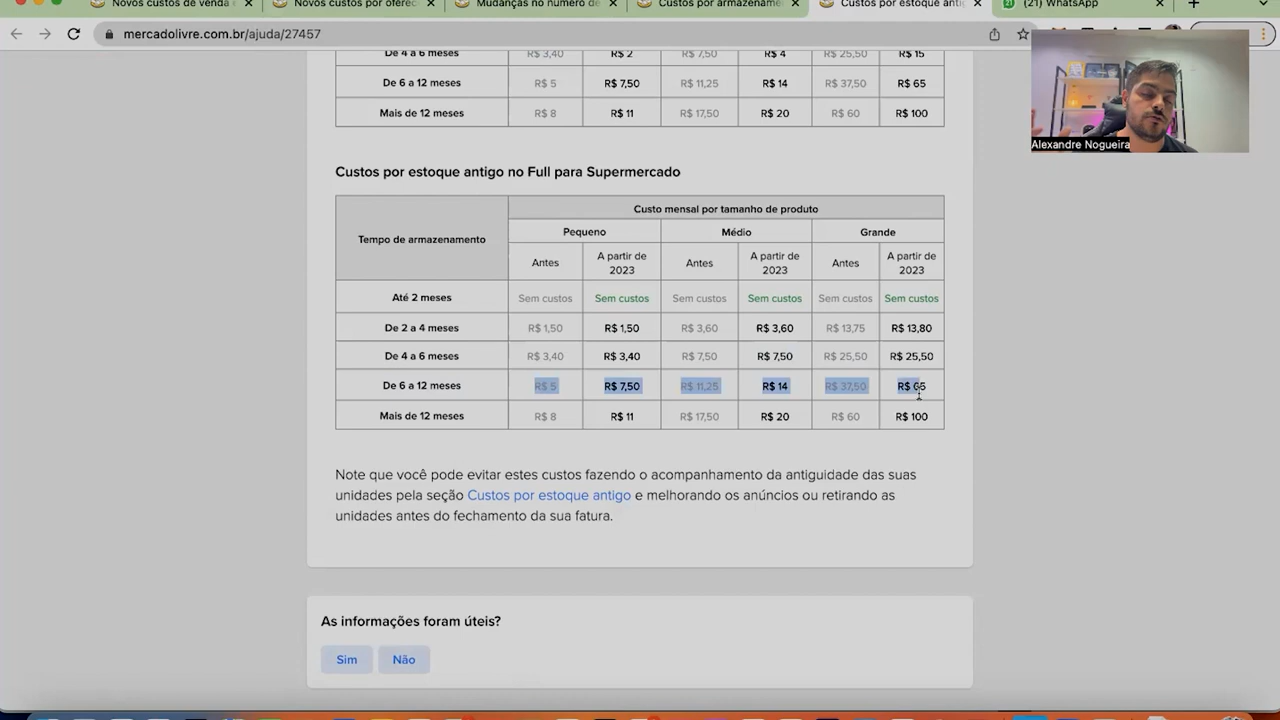 Novos custos de venda
Novos custos por oferec
Mudanças no número de
Custos por armazename
Custos por estoque antig
(21) WhatsApp
mercadolivre.com.br/ajuda/27457
De 4 a 6 meses R$ 3,40 R$ 2 R$ 7,50 R$ 4 R$ 25,50 R$ 15
De 6 a 12 meses R$ 5 R$ 7,50 R$ 11,25 R$ 14 R$ 37,50 R$ 65
Mais de 12 meses R$ 8 R$ 11 R$ 17,50 R$ 20 R$ 60 R$ 100
Alexandre Nogueira
Custos por estoque antigo no Full para Supermercado
Custo mensal por tamanho de produto
Tempo de armazenamento
Pequeno Médio Grande
Antes A partir de 2023 Antes A partir de 2023 Antes A partir de 2023
Até 2 meses Sem custos Sem custos Sem custos Sem custos Sem custos Sem custos
De 2 a 4 meses R$ 1,50 R$ 1,50 R$ 3,60 R$ 3,60 R$ 13,75 R$ 13,80
De 4 a 6 meses R$ 3,40 R$ 3,40 R$ 7,50 R$ 7,50 R$ 25,50 R$ 25,50
De 6 a 12 meses R$ 5 R$ 7,50 R$ 11,25 R$ 14 R$ 37,50 R$ 65
Mais de 12 meses R$ 8 R$ 11 R$ 17,50 R$ 20 R$ 60 R$ 100
Note que você pode evitar estes custos fazendo o acompanhamento da antiguidade das suas
unidades pela seção Custos por estoque antigo e melhorando os anúncios ou retirando as
unidades antes do fechamento da sua fatura.
As informações foram úteis?
Sim Não